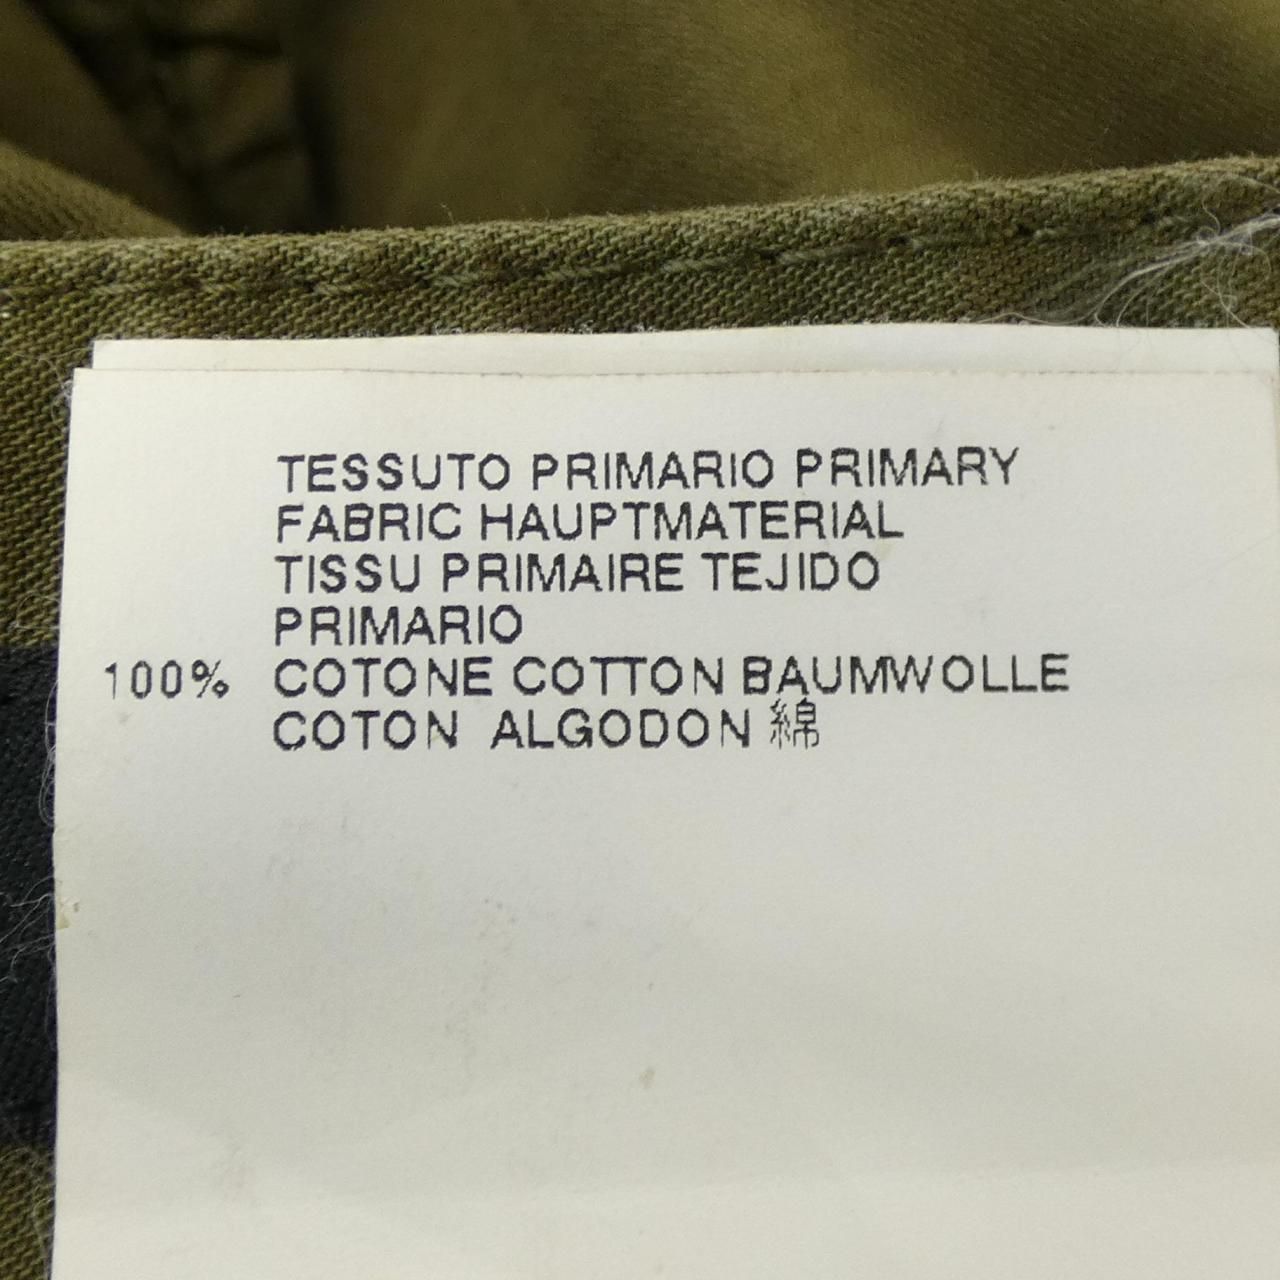 TESSUTO PRIMARIO PRIMARY
FABRIC HAUPTMATERIAL
TISSU PRIMAIRE TEJIDO
PRIMARIO
100% COTONE COTTON BAUMWOLLE
COTON ALGODON 綿